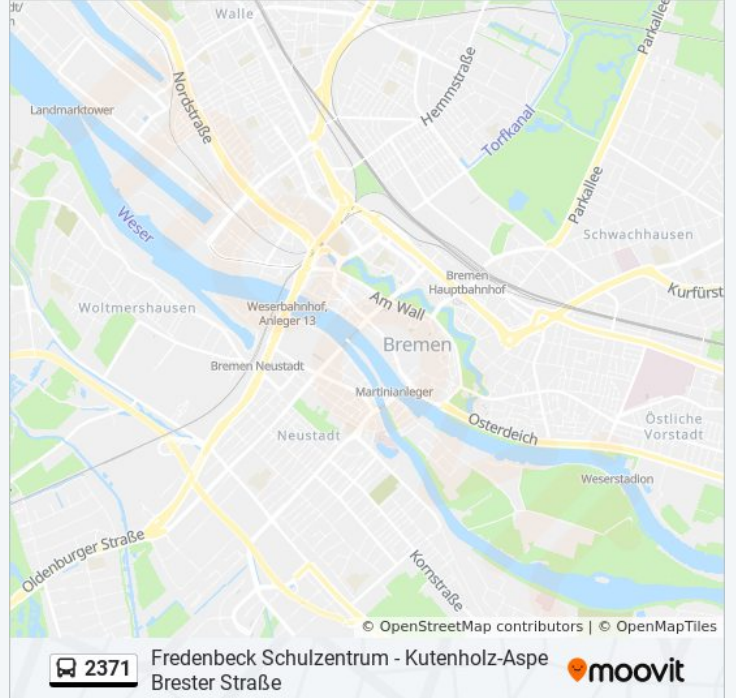 dt/
Walle
Parkallee
Nordstraße
Hemmstraße
Landmarktower
Torfkanal
Parkallee
Weser
Schwachhausen
Bremen
Hauptbahnhof
Kurfürst
Woltmershausen
Weserbahnhof,
Anleger 13
Am Wall
Bremen
Bremen Neustadt
Martinianleger
Neustadt
Osterdeich
Östliche
Vorstadt
Weserstadion
Oldenburger Straße
Kornstraße
© OpenStreetMap contributors | © OpenMapTiles
2371
Fredenbeck Schulzentrum - Kutenholz-Aspe
Brester Straße
moovit